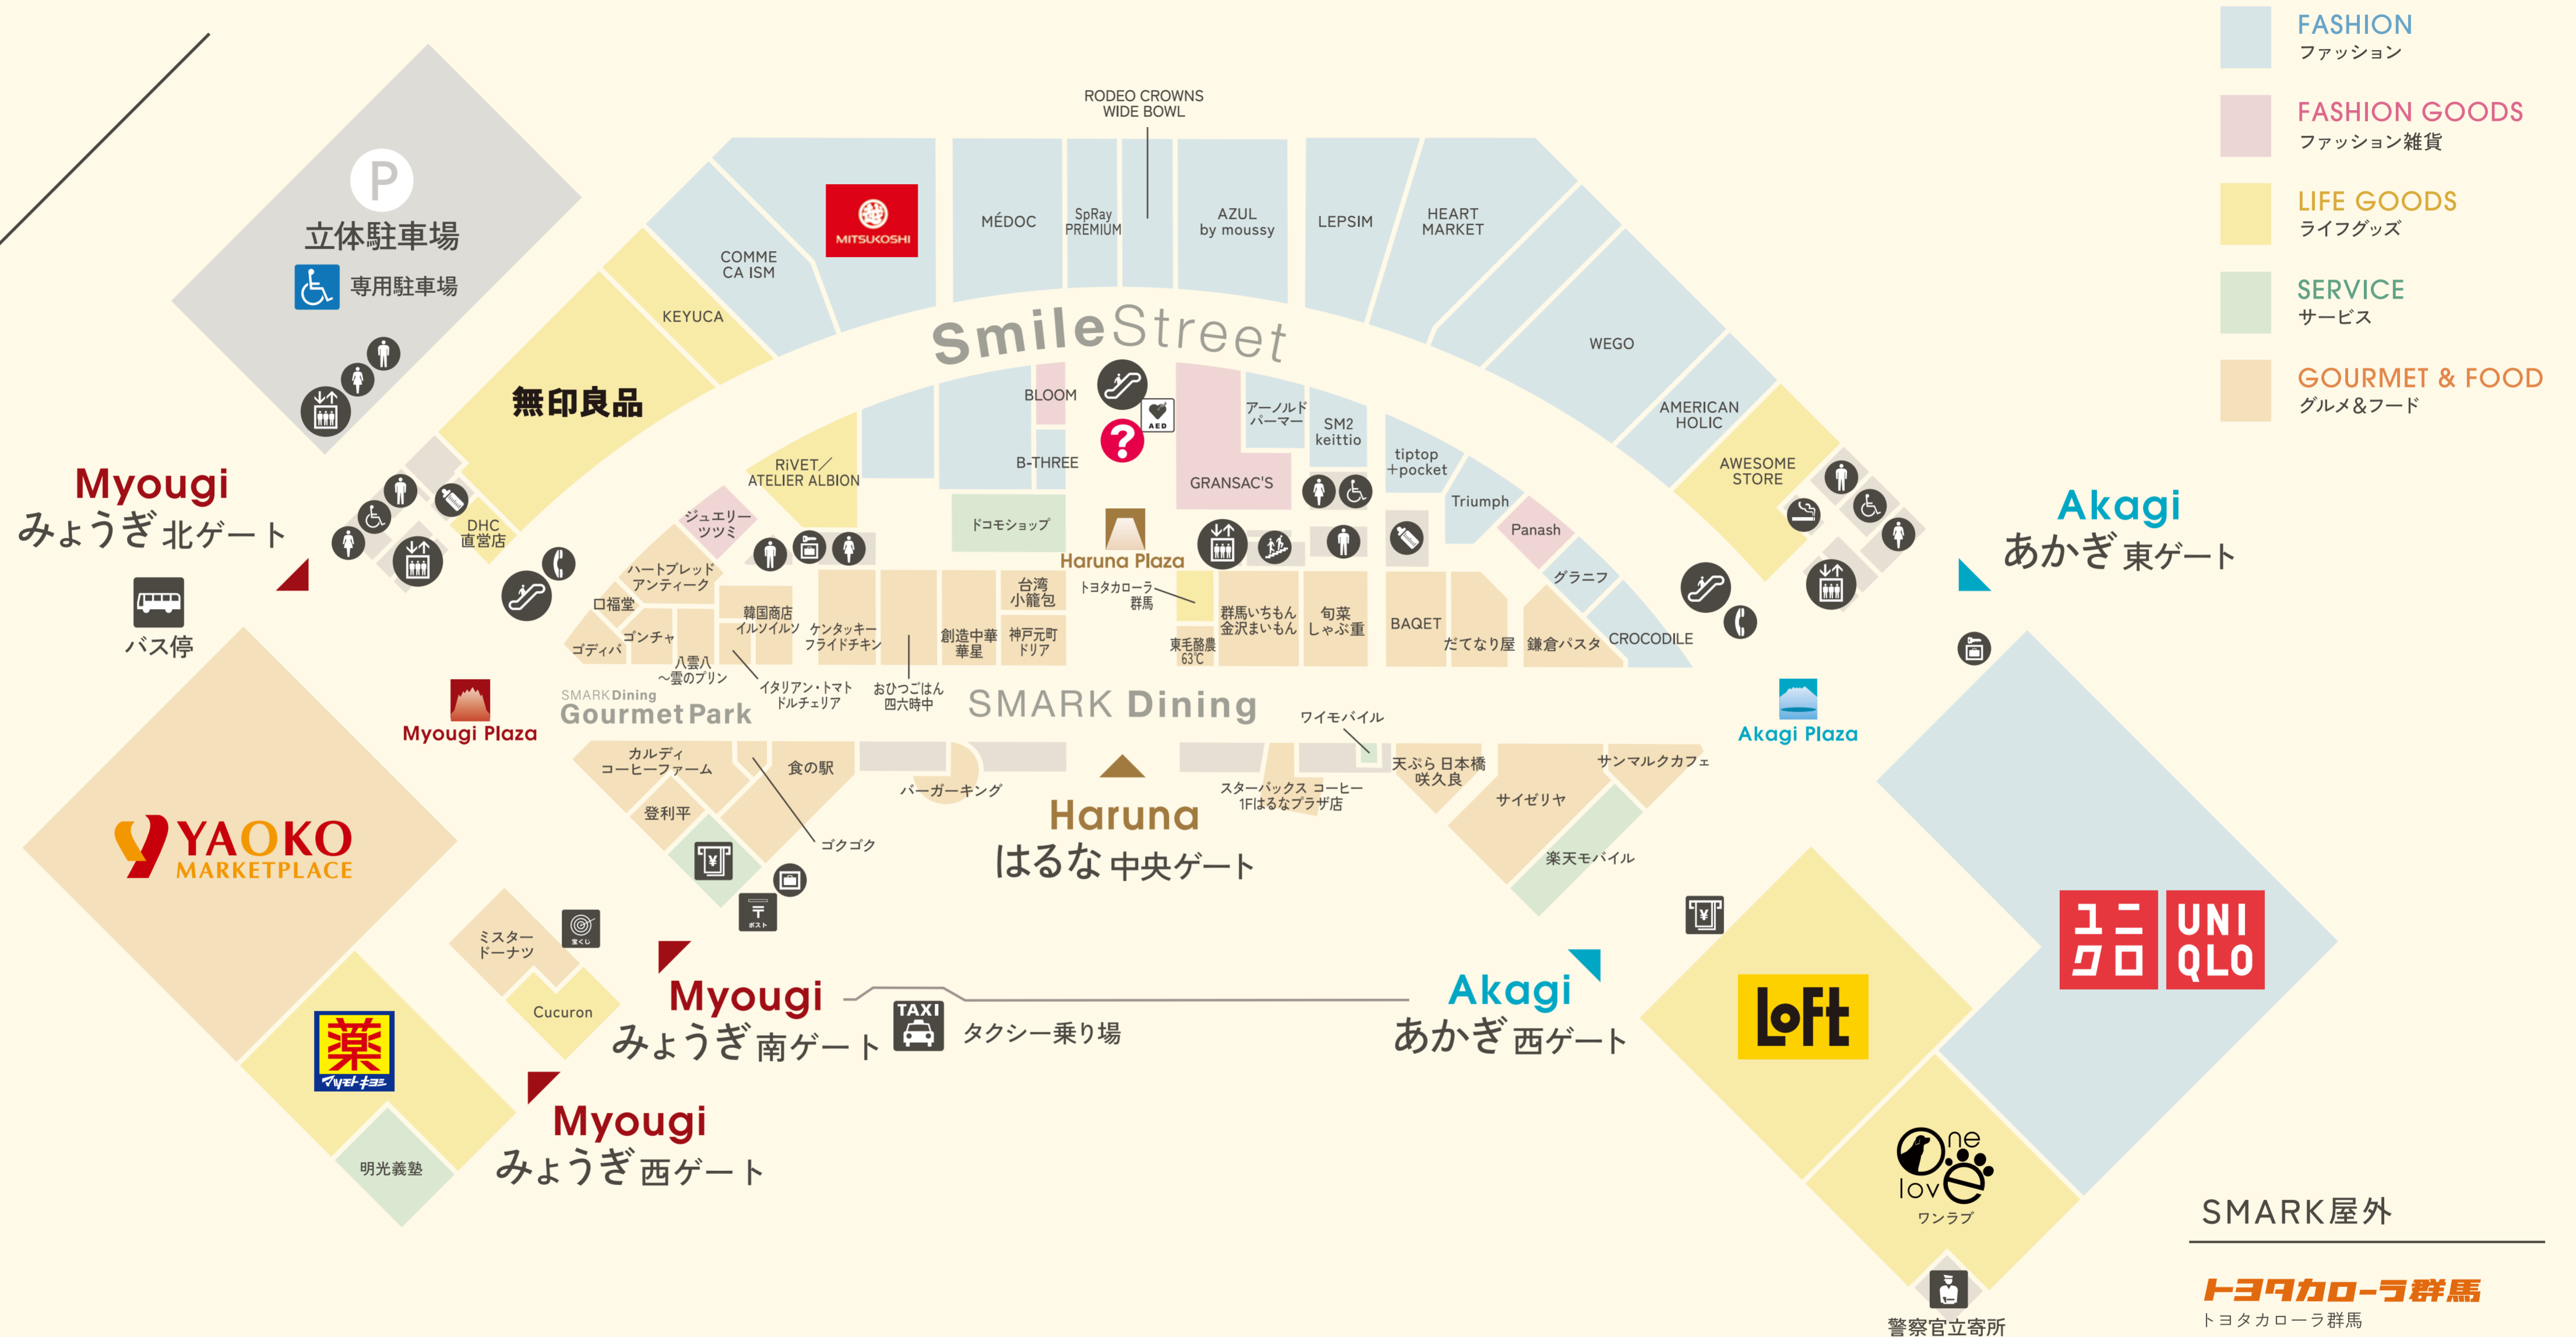 FASHION
ファッション
FASHION GOODS
ファッション雑貨
LIFE GOODS
ライフグッズ
SERVICE
サービス
GOURMET & FOOD
グルメ&フード
P
立体駐車場
専用駐車場
RODEO CROWNS
WIDE BOWL
MITSUKOSHI
MÉDOC
SpRay
PREMIUM
AZUL
by moussy
LEPSIM
HEART
MARKET
COMME
CA ISM
KEYUCA
無印良品
SmileStreet
WEGO
AMERICAN
HOLIC
AWESOME
STORE
BLOOM
B-THREE
AED
?
アーノルド
パーマー
SM2
keittio
GRANSAC'S
tiptop
+pocket
Triumph
Panash
グラニフ
CROCODILE
RiVET／
ATELIER ALBION
ジュエリー
ツツミ
ドコモショップ
Haruna Plaza
DHC
直営店
Myougi
みょうぎ 北ゲート
バス停
Akagi
あかぎ 東ゲート
ハートブレッド
アンティーク
口福堂
ゴディバ
ゴンチャ
八雲八
～雲のプリン
韓国商店
イルソイルソ
イタリアン・トマト
ドルチェリア
ケンタッキー
フライドチキン
おひつごはん
四六時中
創造中華
華星
台湾
小籠包
神戸元町
ドリア
トヨタカローラ
群馬
東毛酪農
63℃
群馬いちもん
金沢まいもん
旬菜
しゃぶ重
BAQET
だてなり屋
鎌倉パスタ
Myougi Plaza
SMARK Dining
Gourmet Park
SMARK Dining
Akagi Plaza
カルディ
コーヒーファーム
食の駅
登利平
ゴクゴク
バーガーキング
Haruna
はるな 中央ゲート
スターバックス コーヒー
1Fはるなプラザ店
ワイモバイル
天ぷら 日本橋
咲久良
サイゼリヤ
サンマルクカフェ
楽天モバイル
YAOKO
MARKETPLACE
¥
〒
ポスト
宝くじ
ミスター
ドーナツ
Cucuron
薬
マツモトキヨシ
明光義塾
Myougi
みょうぎ 南ゲート
TAXI
タクシー乗り場
Myougi
みょうぎ 西ゲート
Akagi
あかぎ 西ゲート
¥
LoFt
ユニクロ
UNI
QLO
One
love
ワンラブ
警察官立寄所
SMARK屋外
トヨタカローラ群馬
トヨタカローラ群馬